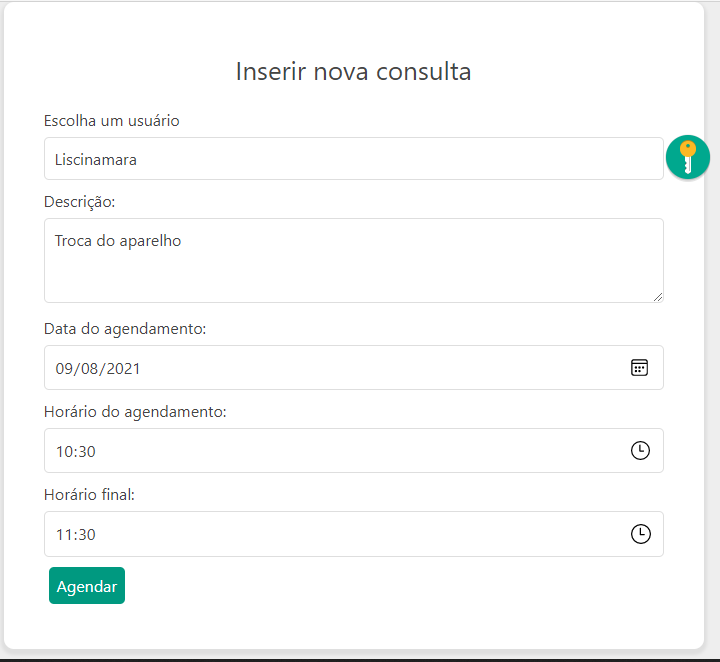 Inserir nova consulta
Escolha um usuário
Liscinamara
Descrição:
Troca do aparelho
Data do agendamento:
09/08/2021
Horário do agendamento:
10:30
Horário final:
11:30
Agendar